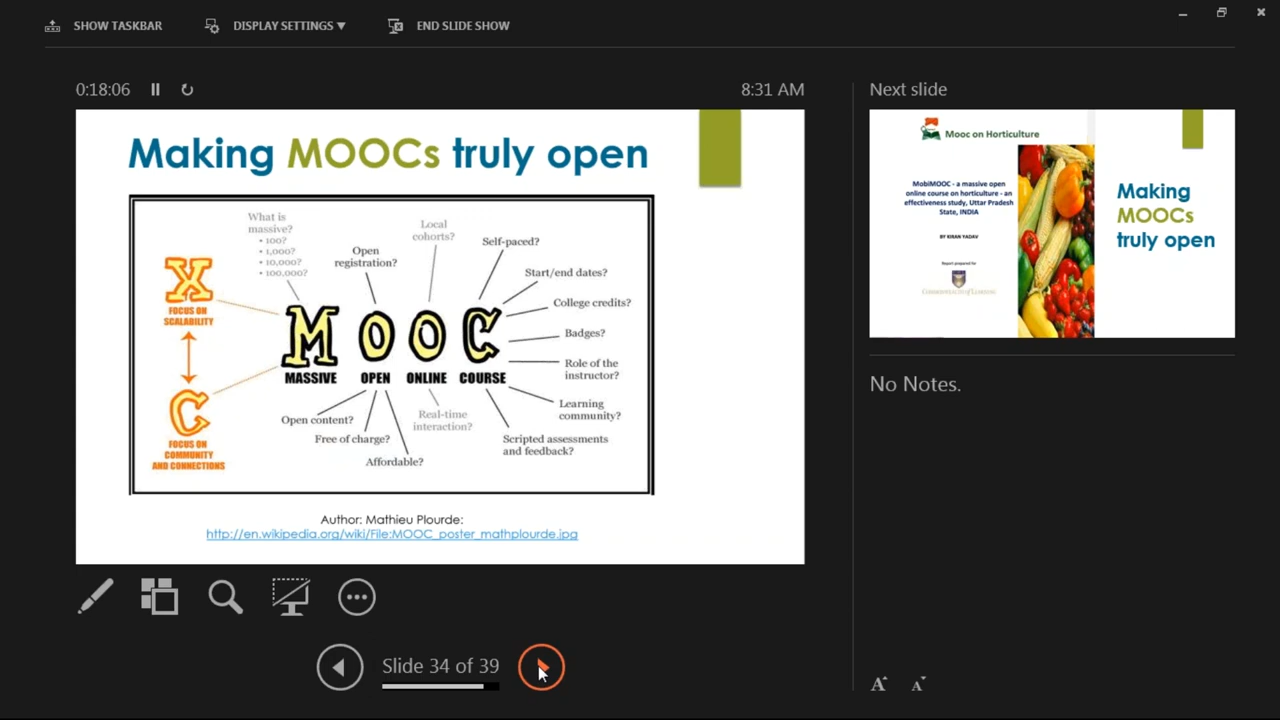 SHOW TASKBAR
DISPLAY SETTINGS ▼
END SLIDE SHOW
0:18:06
8:31 AM
Making MOOCs truly open
What is
massive?
• 100?
• 1,000?
• 10,000?
• 100,000?
Open
registration?
Local
cohorts?
Self-paced?
Start/end dates?
College credits?
Badges?
Role of the
instructor?
Learning
community?
Scripted assessments
and feedback?
X
FOCUS ON
SCALABILITY
C
FOCUS ON
COMMUNITY
AND CONNECTIONS
MOOC
MASSIVE OPEN ONLINE COURSE
Open content?
Free of charge?
Affordable?
Real-time
interaction?
Author: Mathieu Plourde:
http://en.wikipedia.org/wiki/File:MOOC_poster_mathplourde.jpg
Slide 34 of 39
Next slide
Mooc on Horticulture
MobiMOOC - a massive open
online course on horticulture - an
effectiveness study, Uttar Pradesh
State, INDIA
BY KIRAN YADAV
Report prepared for
COMMONWEALTH of LEARNING
Making
MOOCs
truly open
No Notes.
A A